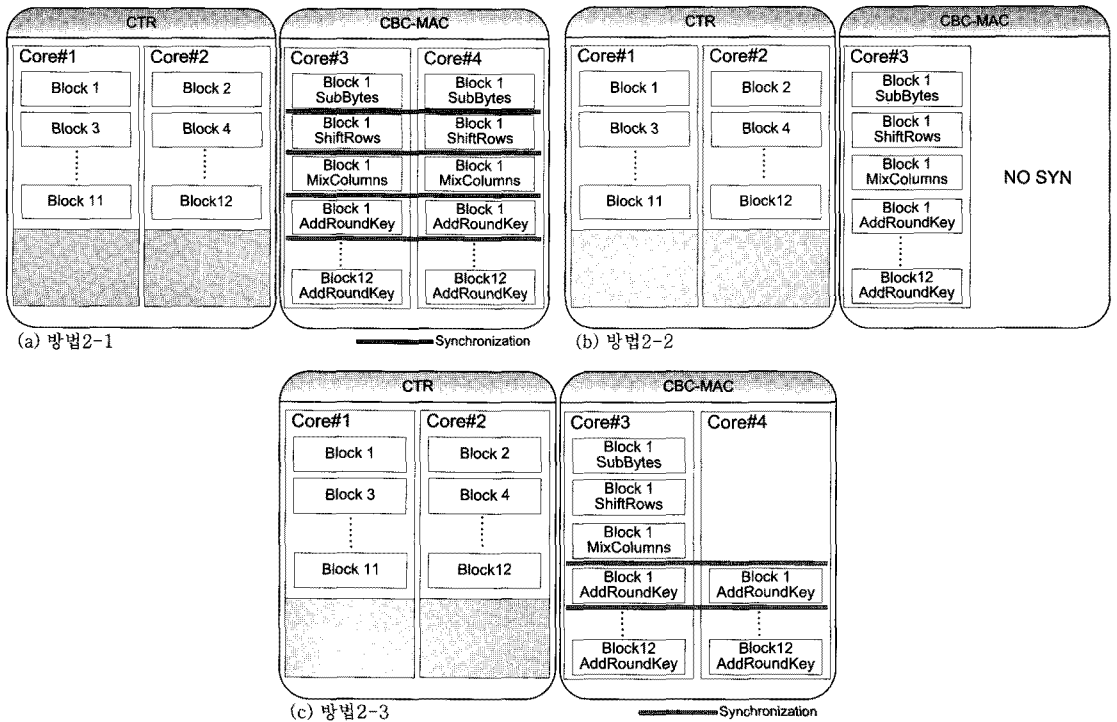 CTR
CBC-MAC
Core#1
Core#2
Core#3
Core#4
Block 1
Block 2
Block 1
SubBytes
Block 1
SubBytes
Block 3
Block 4
Block 1
ShiftRows
Block 1
ShiftRows
Block 1
MixColumns
Block 1
MixColumns
Block 11
Block12
Block 1
AddRoundKey
Block 1
AddRoundKey
Block12
AddRoundKey
Block12
AddRoundKey
(a) 방법2-1
Synchronization
CTR
CBC-MAC
Core#1
Core#2
Core#3
Block 1
Block 2
Block 1
SubBytes
Block 3
Block 4
Block 1
ShiftRows
Block 1
MixColumns
NO SYN
Block 11
Block12
Block 1
AddRoundKey
Block12
AddRoundKey
(b) 방법2-2
CTR
CBC-MAC
Core#1
Core#2
Core#3
Core#4
Block 1
Block 2
Block 1
SubBytes
Block 3
Block 4
Block 1
ShiftRows
Block 1
MixColumns
Block 11
Block12
Block 1
AddRoundKey
Block 1
AddRoundKey
Block12
AddRoundKey
Block12
AddRoundKey
(c) 방법2-3
Synchronization